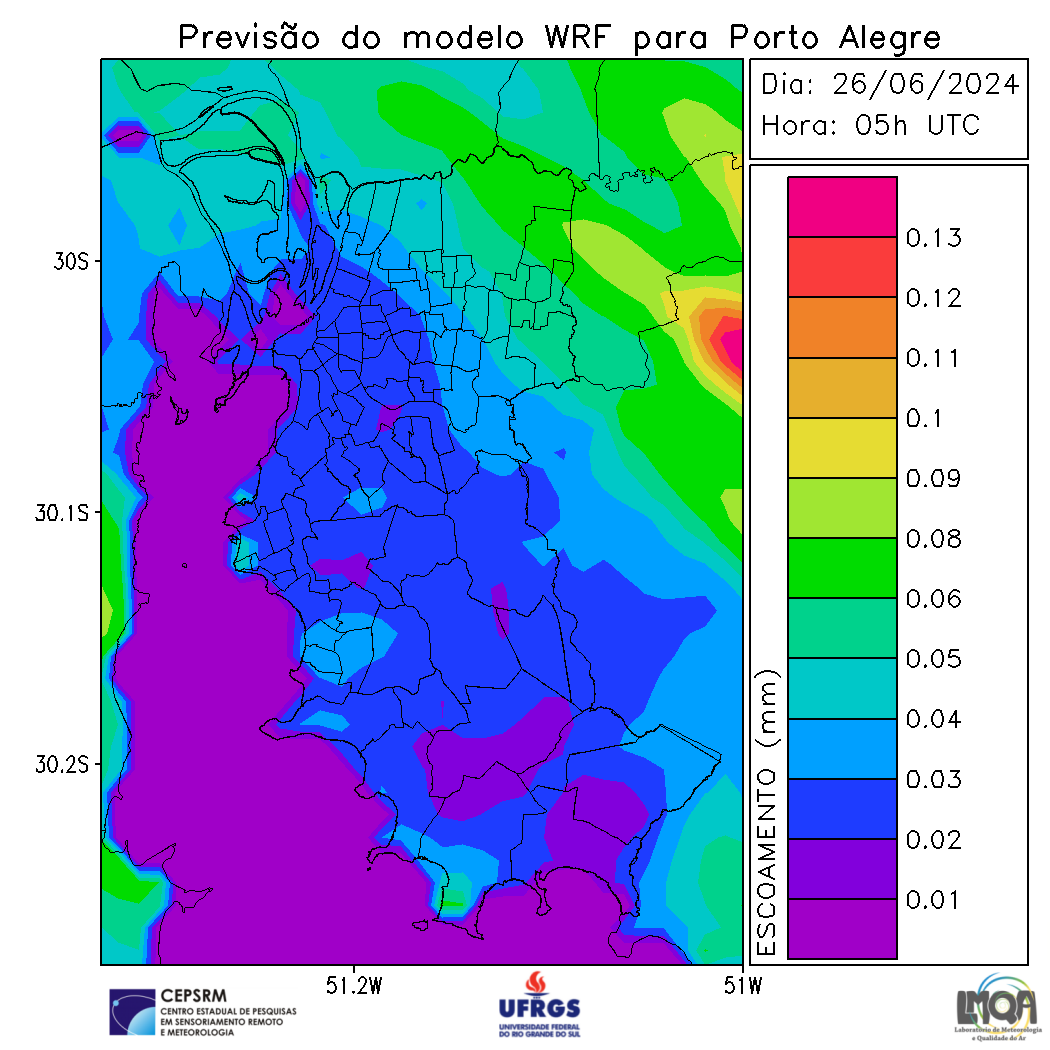 Previsão do modelo WRF para Porto Alegre
Dia: 26/06/2024
Hora: 05h UTC
30S
30.1S
30.2S
51.2W
51W
ESCOAMENTO (mm)
0.13
0.12
0.11
0.1
0.09
0.08
0.06
0.05
0.04
0.03
0.02
0.01
CEPSRM
CENTRO ESTADUAL DE PESQUISAS
EM SENSORIAMENTO REMOTO
E METEOROLOGIA
UFRGS
UNIVERSIDADE FEDERAL
DO RIO GRANDE DO SUL
LMQA
Laboratório de Meteorologia
e Qualidade do Ar